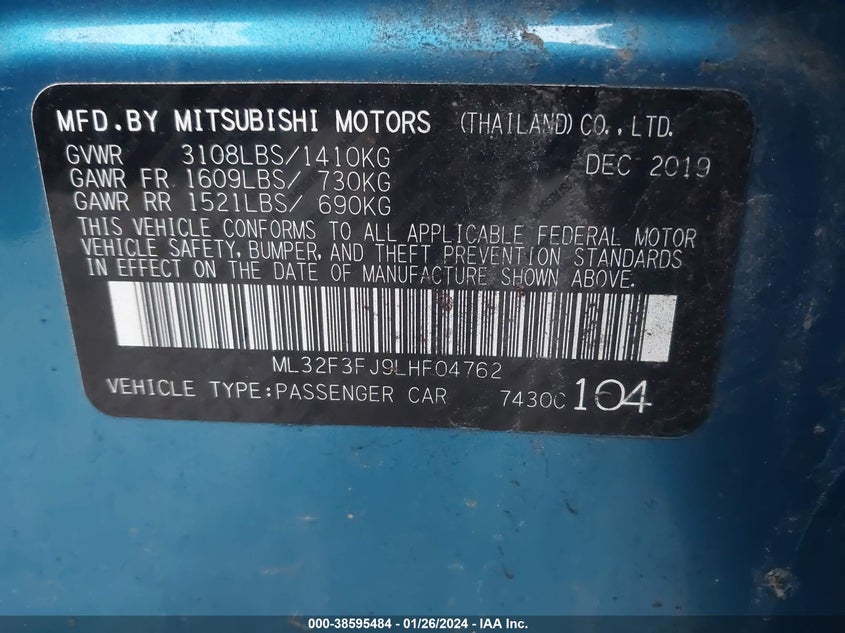 MFD.BY MITSUBISHI MOTORS (THAILAND) CO.,LTD.
GVWR 3108LBS/1410KG DEC 2019
GAWR FR 1609LBS/ 730KG
GAWR RR 1521LBS/ 690KG
THIS VEHICLE CONFORMS TO ALL APPLICABLE FEDERAL MOTOR
VEHICLE SAFETY, BUMPER, AND THEFT PREVENTION STANDARDS
IN EFFECT ON THE DATE OF MANUFACTURE SHOWN ABOVE.
ML32F3FJ9LHF04762
VEHICLE TYPE:PASSENGER CAR 7430C 104
000-38595484 - 01/26/2024 - IAA, Inc.